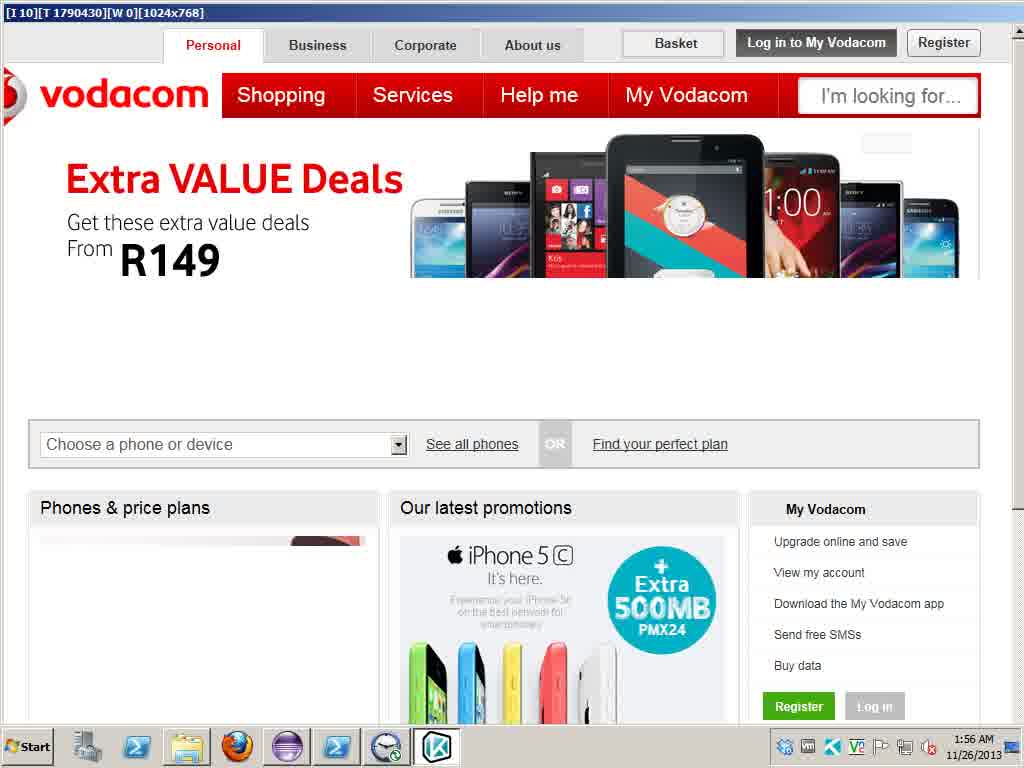 [I 10][T 1790430][W 0][1024x768]
Personal
Business
Corporate
About us
Basket
Log in to My Vodacom
Register
vodacom
Shopping
Services
Help me
My Vodacom
I'm looking for...
Extra VALUE Deals
Get these extra value deals
From R149
SONY
SONY
SAMSUNG
Choose a phone or device
See all phones
OR
Find your perfect plan
Phones & price plans
Our latest promotions
iPhone 5C
It's here.
Experience your iPhone 5c
on the best network for
smartphones
+
Extra
500MB
PMX24
My Vodacom
Upgrade online and save
View my account
Download the My Vodacom app
Send free SMSs
Buy data
Register
Log in
Start
1:56 AM
11/26/2013